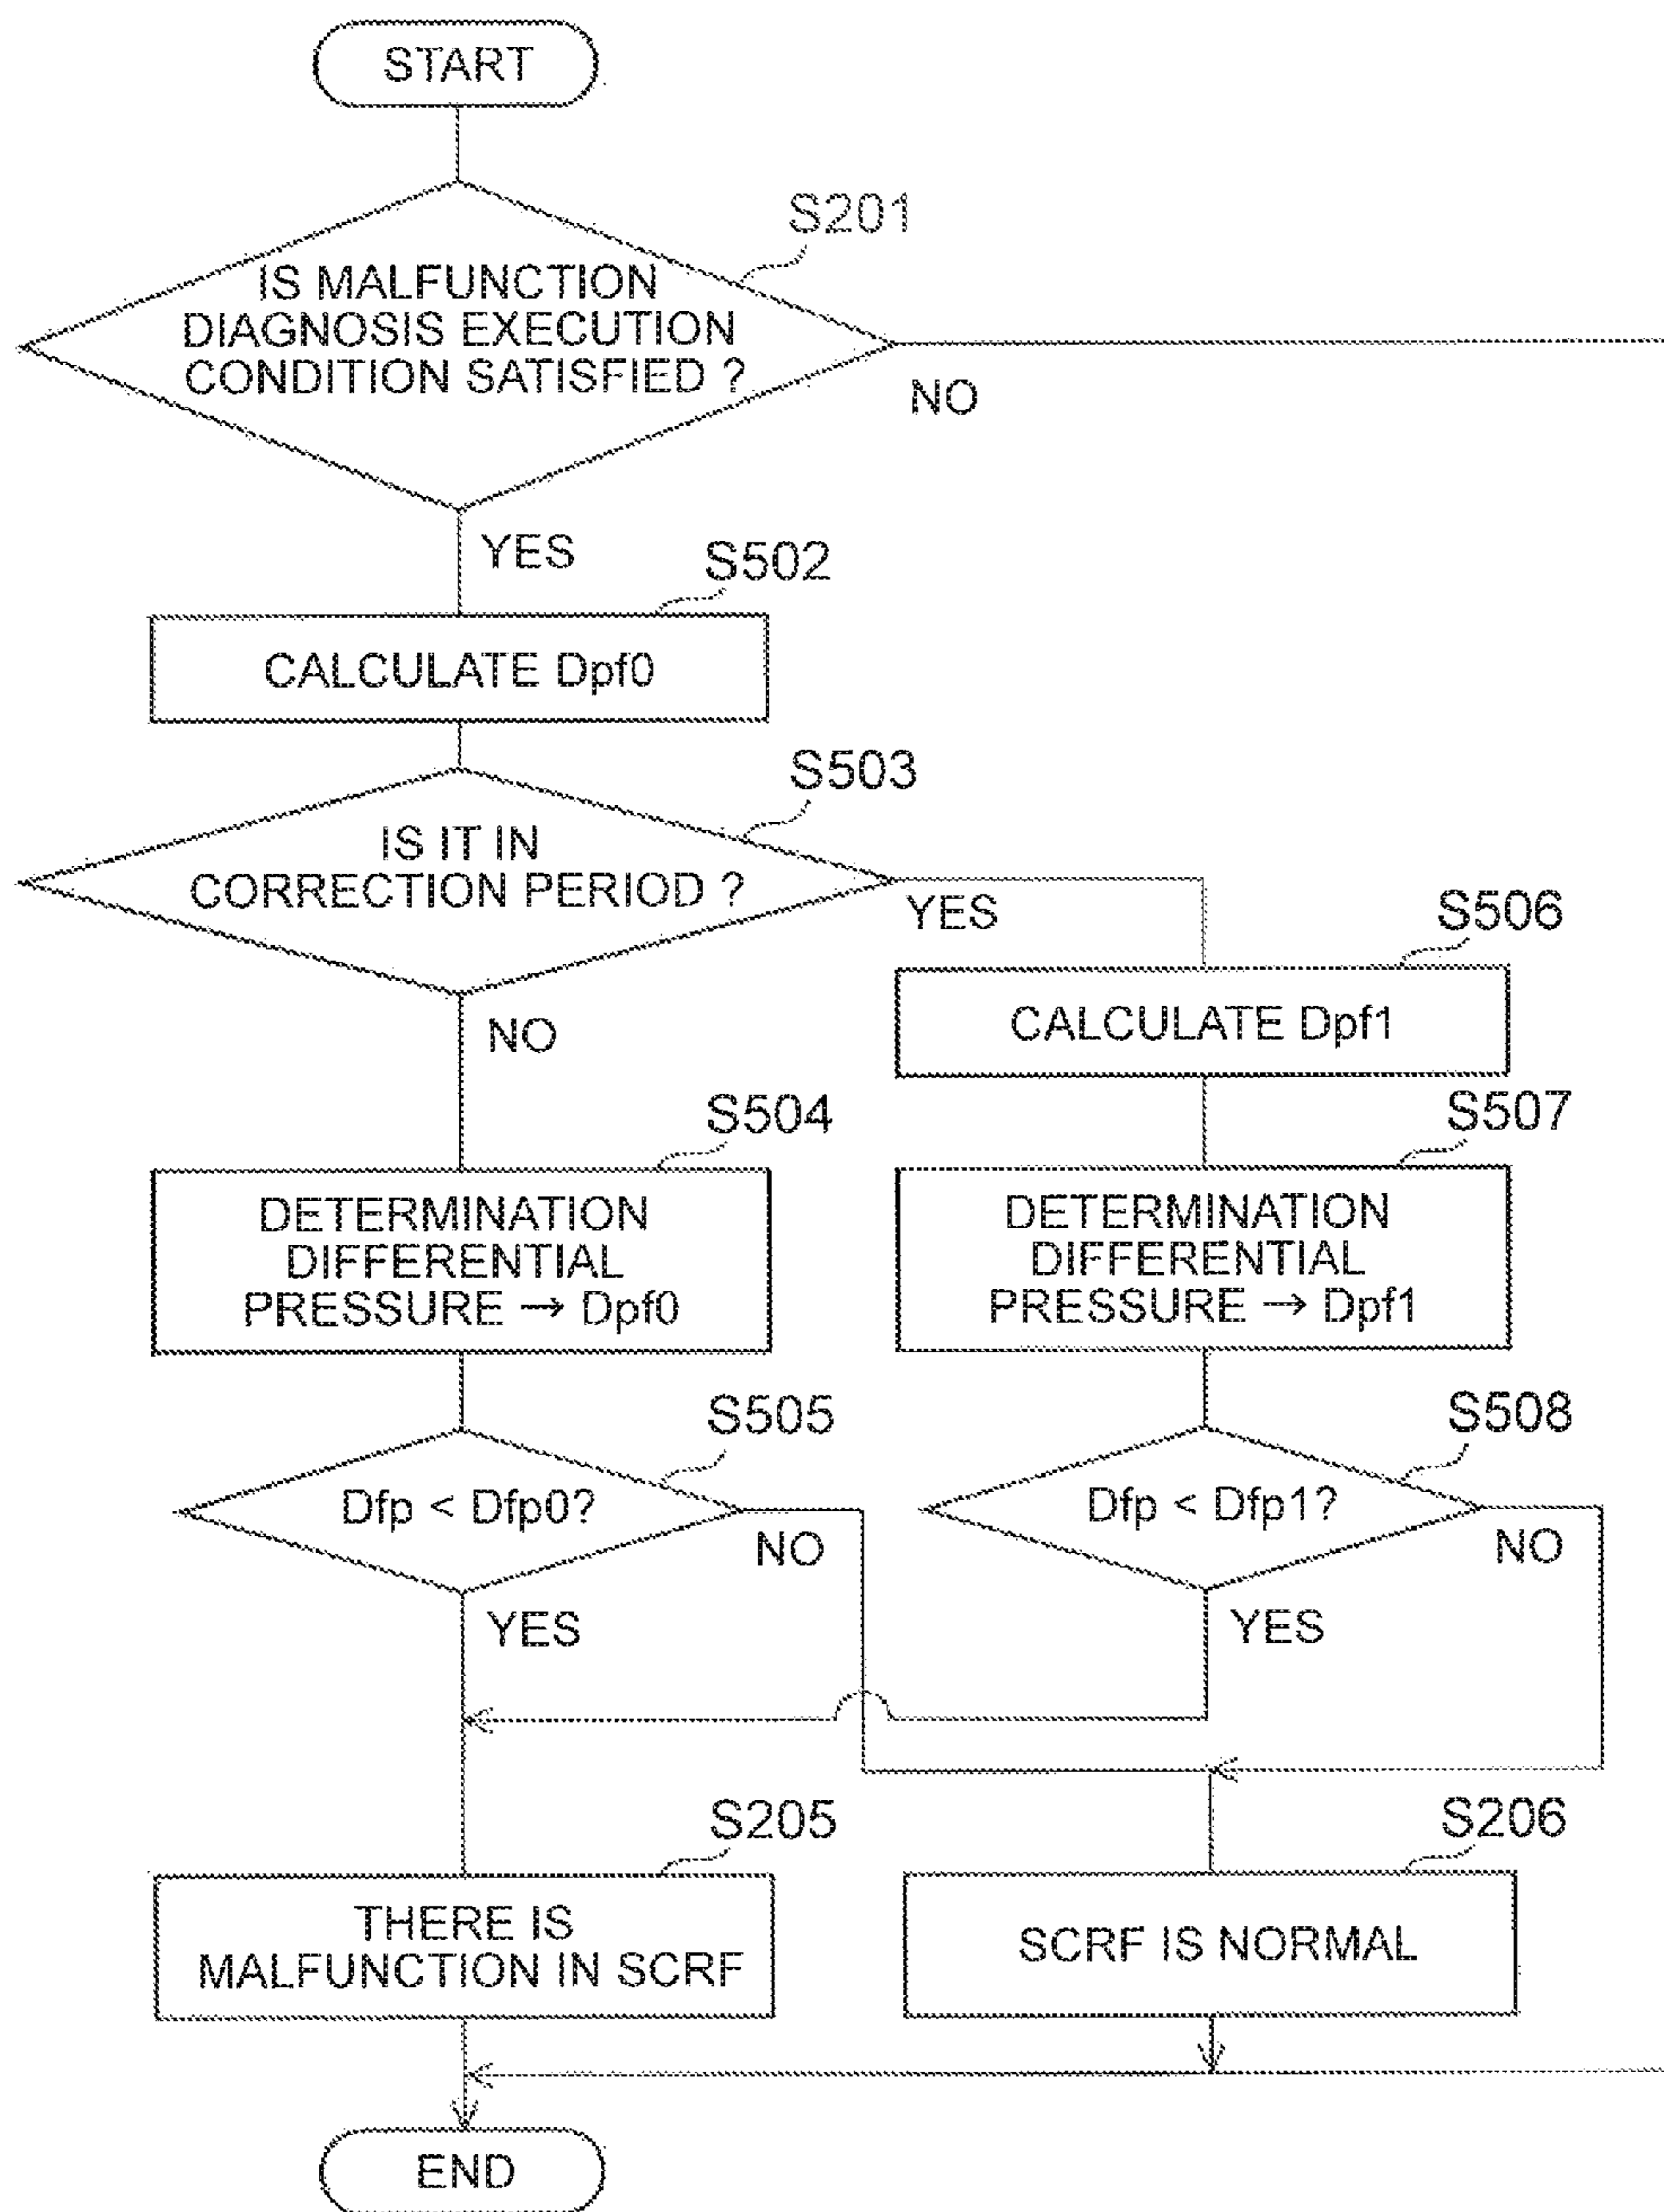 START
S201
IS MALFUNCTION
DIAGNOSIS EXECUTION
CONDITION SATISFIED ?
NO
YES
S502
CALCULATE Dpf0
S503
IS IT IN
CORRECTION PERIOD ?
YES
S506
CALCULATE Dpf1
NO
S504
DETERMINATION
DIFFERENTIAL
PRESSURE → Dpf0
S507
DETERMINATION
DIFFERENTIAL
PRESSURE → Dpf1
S505
Dfp < Dfp0?
NO
YES
S508
Dfp < Dfp1?
NO
YES
S205
THERE IS
MALFUNCTION IN SCRF
S206
SCRF IS NORMAL
END